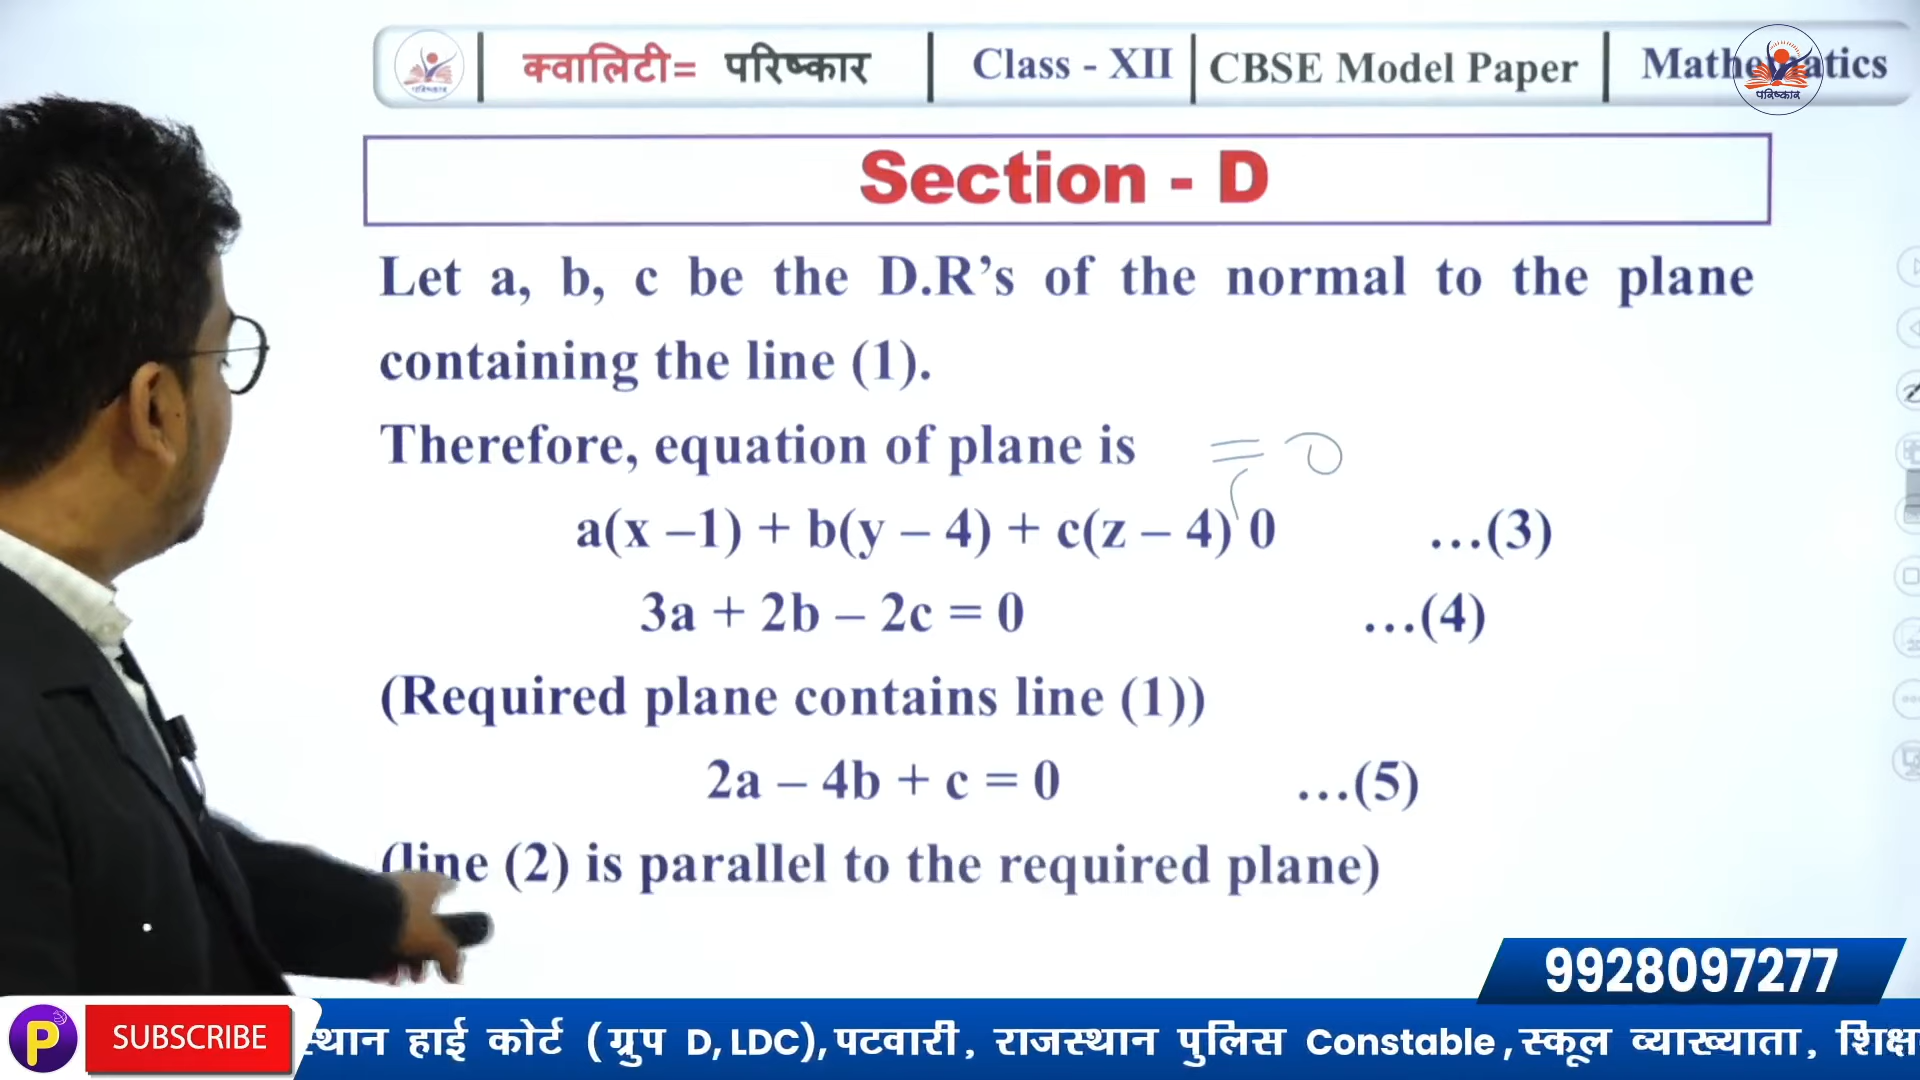 क्वालिटी= परिष्कार Class - XII CBSE Model Paper
परिष्कार
Section - D
Let a, b, c be the D.R’s of the normal to the plane
containing the line (1).
Therefore, equation of plane is = 0
a(x –1) + b(y – 4) + c(z – 4) 0 ...(3)
3a + 2b – 2c = 0 ...(4)
(Required plane contains line (1))
2a – 4b + c = 0 ...(5)
(line (2) is parallel to the required plane)
9928097277
P SUBSCRIBE हाई कोर्ट (ग्रुप D, LDC), पटवारी, राजस्थान पुलिस Constable, स्कूल व्याख्याता,